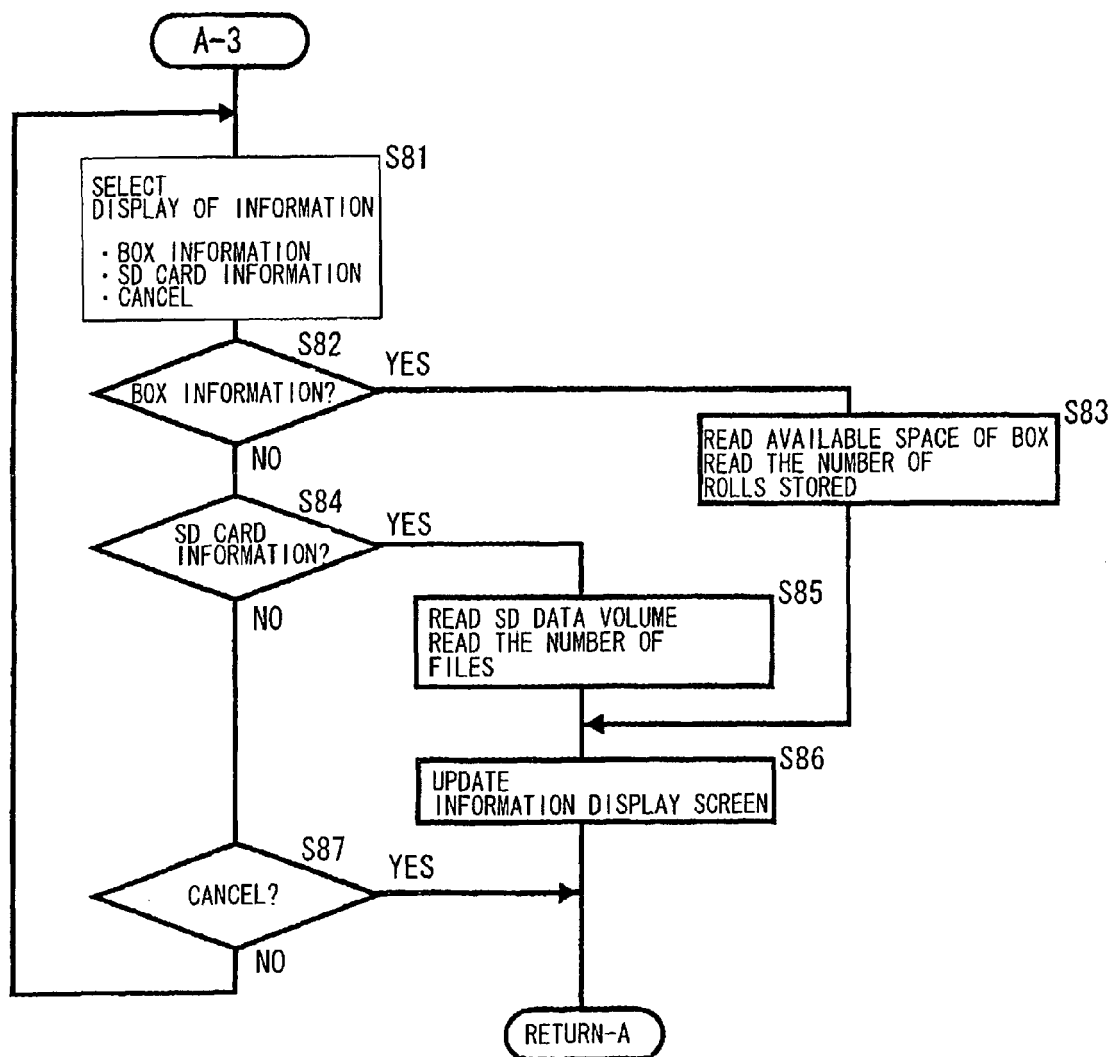 A-3
S81
SELECT
DISPLAY OF INFORMATION
· BOX INFORMATION
· SD CARD INFORMATION
· CANCEL
S82
BOX INFORMATION?
YES
NO
S83
READ AVAILABLE SPACE OF BOX
READ THE NUMBER OF
ROLLS STORED
S84
SD CARD
INFORMATION?
YES
NO
S85
READ SD DATA VOLUME
READ THE NUMBER OF
FILES
S86
UPDATE
INFORMATION DISPLAY SCREEN
S87
CANCEL?
YES
NO
RETURN-A